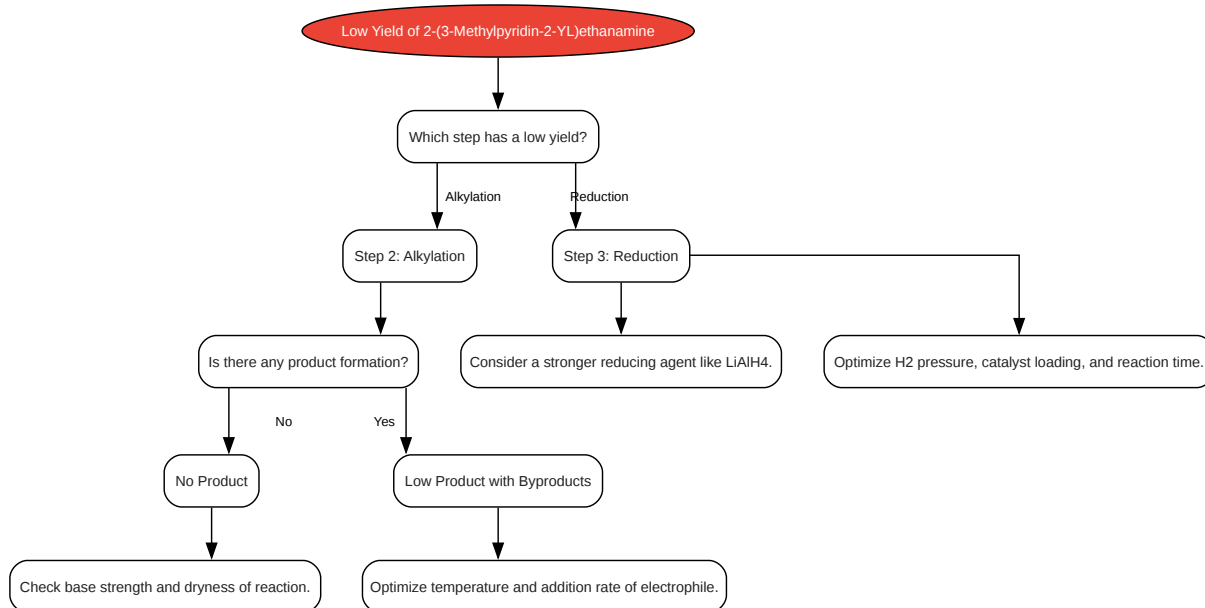 Low Yield of 2-(3-Methylpyridin-2-YL)ethanamine
Which step has a low yield?
Alkylation
Reduction
Step 2: Alkylation
Step 3: Reduction
Is there any product formation?
Consider a stronger reducing agent like LiAlH4.
Optimize H2 pressure, catalyst loading, and reaction time.
No
Yes
No Product
Low Product with Byproducts
Check base strength and dryness of reaction.
Optimize temperature and addition rate of electrophile.